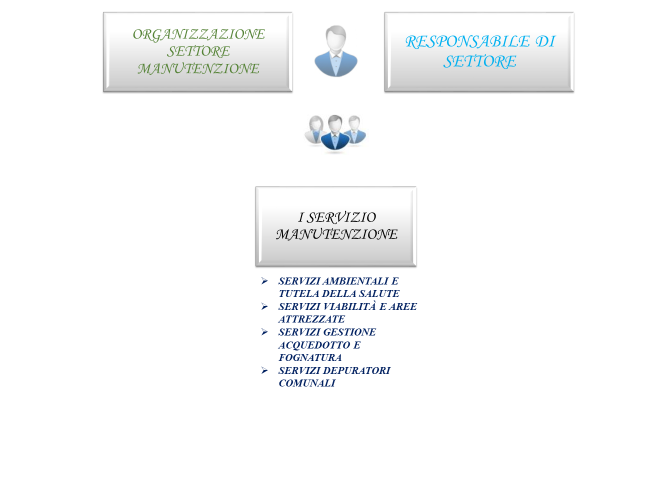 ORGANIZZAZIONE
SETTORE
MANUTENZIONE
RESPONSABILE DI
SETTORE
I SERVIZIO
MANUTENZIONE
➢ SERVIZI AMBIENTALI E
TUTELA DELLA SALUTE
➢ SERVIZI VIABILITÀ E AREE
ATTREZZATE
➢ SERVIZI GESTIONE
ACQUEDOTTO E
FOGNATURA
➢ SERVIZI DEPURATORI
COMUNALI